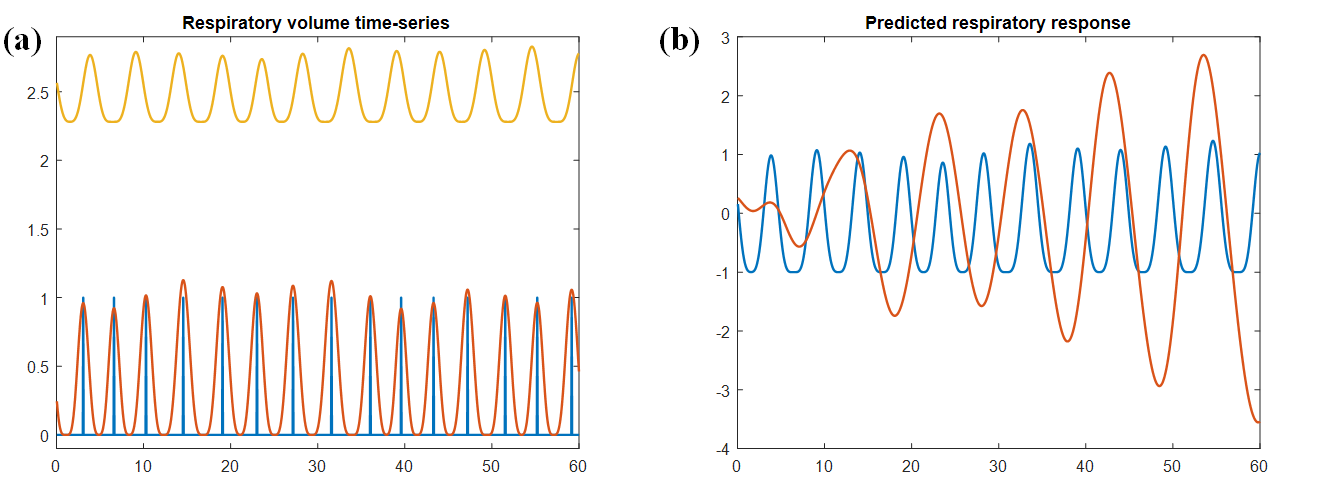 (a)
Respiratory volume time-series
2.5
2
1.5
1
0.5
0
0 10 20 30 40 50 60
(b)
Predicted respiratory response
3
2
1
0
-1
-2
-3
-4
0 10 20 30 40 50 60